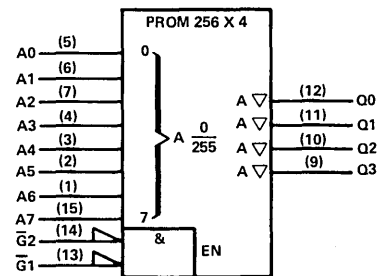 PROM 256 X 4
A0 (5) 0
A1 (6)
A2 (7)
A3 (4)
A4 (3)
A5 (2)
A6 (1)
A7 (15) 7
G̅2 (14) &
G̅1 (13) EN
A 0/255
A ▽ (12) Q0
A ▽ (11) Q1
A ▽ (10) Q2
A ▽ (9) Q3